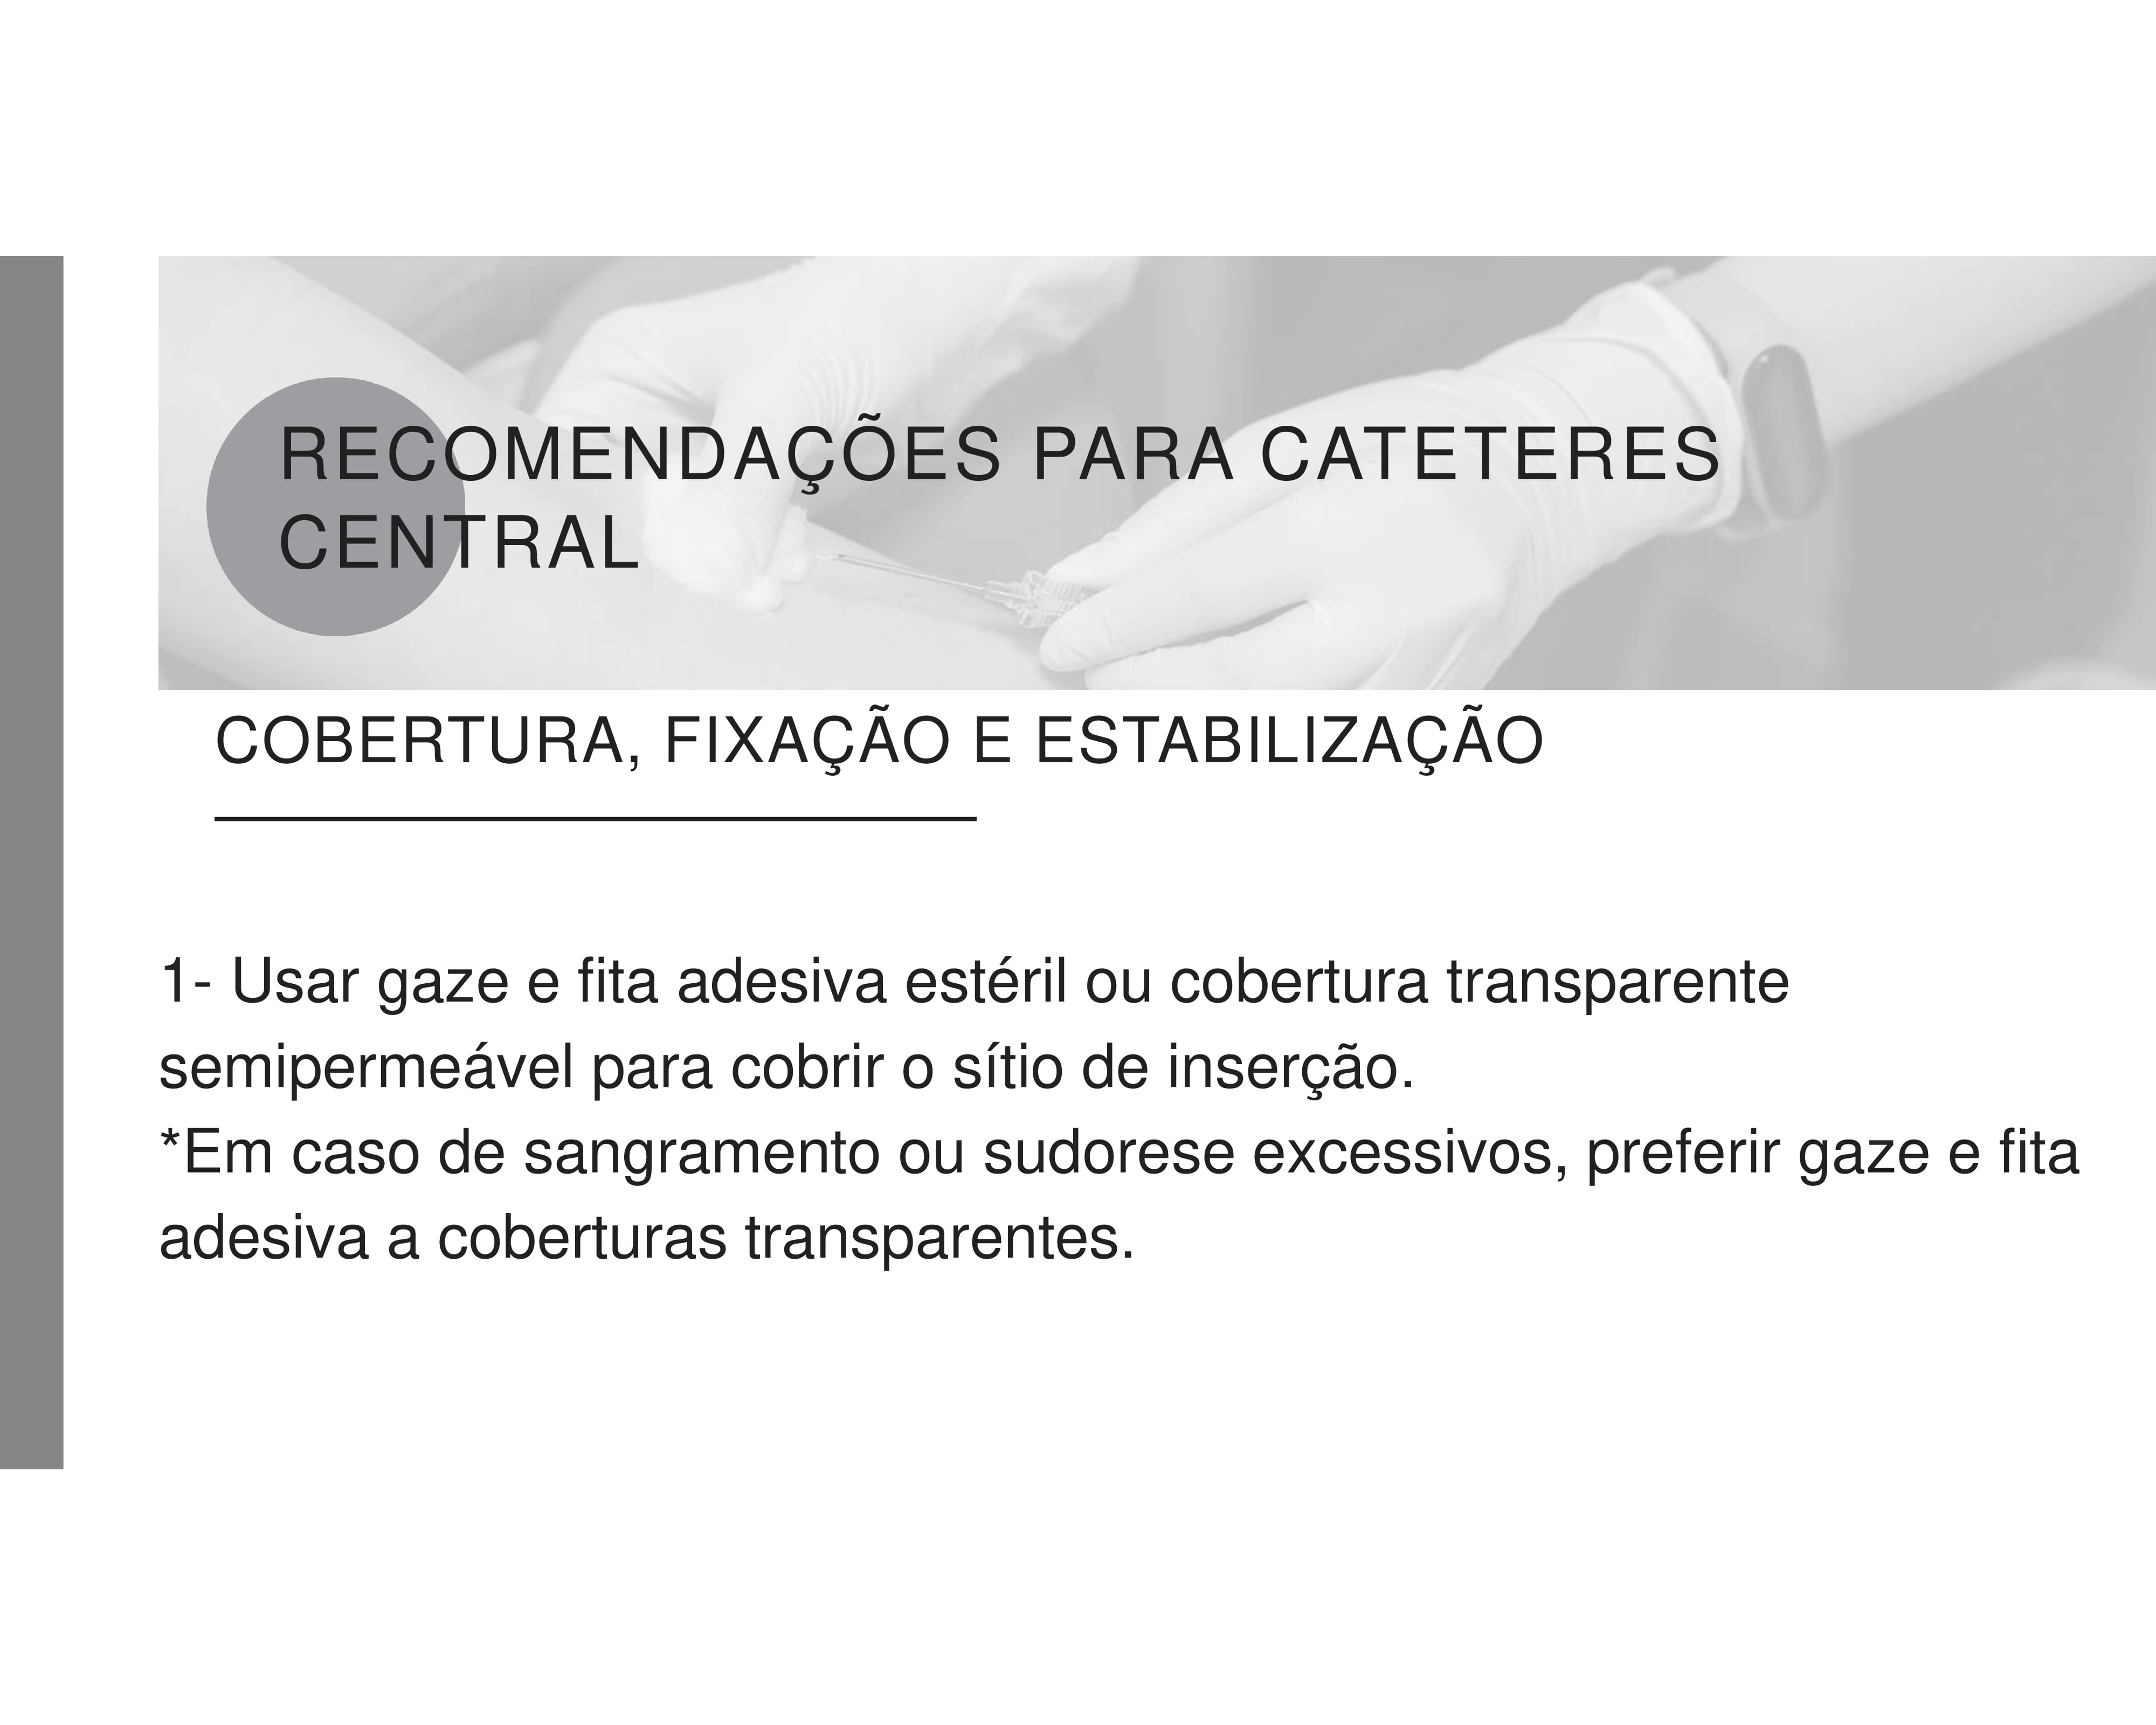 RECOMENDAÇÕES PARA CATETERES
CENTRAL
COBERTURA, FIXAÇÃO E ESTABILIZAÇÃO
1- Usar gaze e fita adesiva estéril ou cobertura transparente
semipermeável para cobrir o sítio de inserção.
*Em caso de sangramento ou sudorese excessivos, preferir gaze e fita
adesiva a coberturas transparentes.